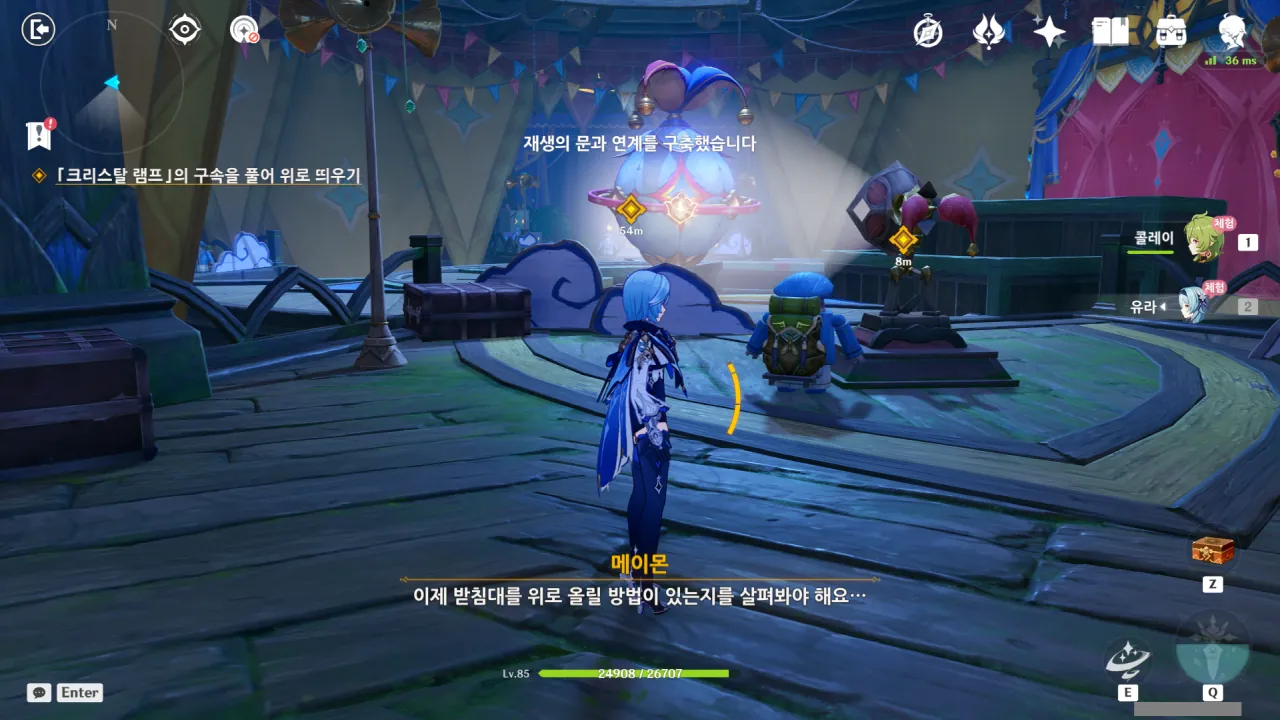 N
36 ms
재생의 문과 연계를 구축했습니다
「크리스탈 램프」의 구속을 풀어 위로 띄우기
54m
8m
콜레이
체험
1
유라
체험
2
Z
메이몬
이제 받침대를 위로 올릴 방법이 있는지를 살펴봐야 해요…
Lv.85
24908 / 26707
Enter
E
Q